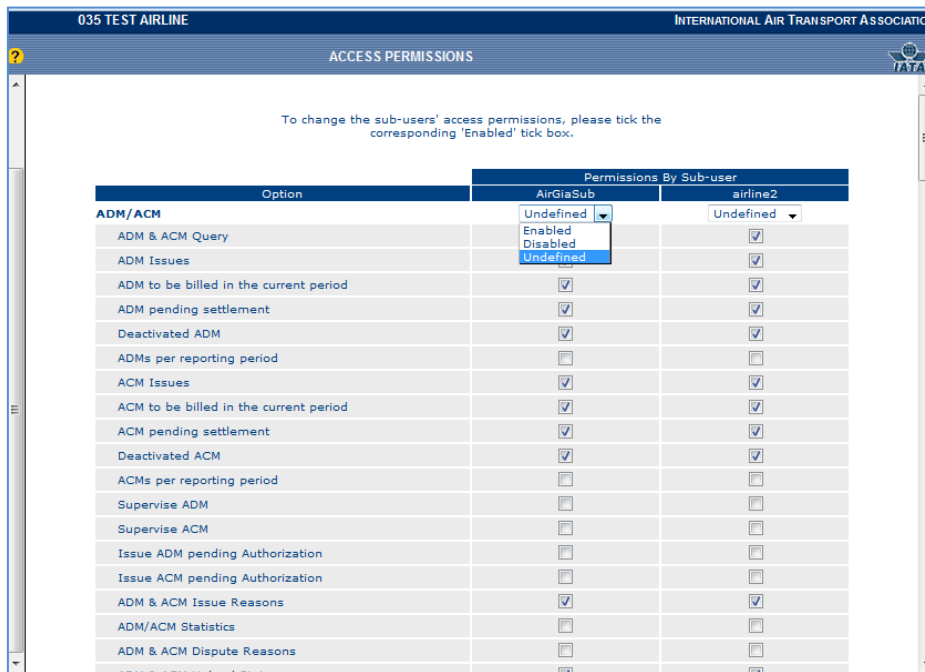 035 TEST AIRLINE
INTERNATIONAL AIR TRANSPORT ASSOCIATIO
?
ACCESS PERMISSIONS
IATA
To change the sub-users' access permissions, please tick the
corresponding 'Enabled' tick box.
Permissions By Sub-user
Option AirGiaSub airline2
ADM/ACM Undefined Undefined
Enabled
Disabled
Undefined
ADM & ACM Query
ADM Issues
ADM to be billed in the current period
ADM pending settlement
Deactivated ADM
ADMs per reporting period
ACM Issues
ACM to be billed in the current period
ACM pending settlement
Deactivated ACM
ACMs per reporting period
Supervise ADM
Supervise ACM
Issue ADM pending Authorization
Issue ACM pending Authorization
ADM & ACM Issue Reasons
ADM/ACM Statistics
ADM & ACM Dispute Reasons